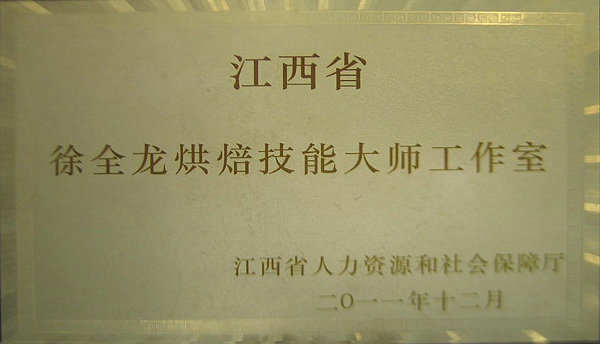 江西省
徐全龙烘焙技能大师工作室
江西省人力资源和社会保障厅
二〇一一年十二月